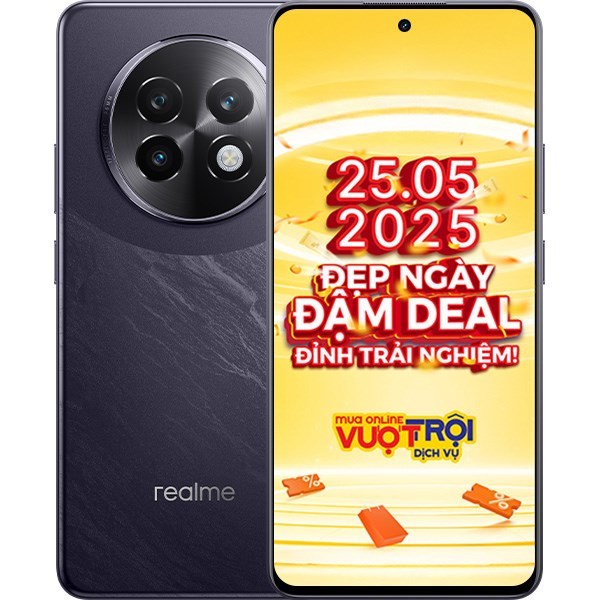 25.05
2025
ĐẸP NGÀY
ĐẬM DEAL
ĐỈNH TRẢI NGHIỆM!
MUA ONLINE
VƯỢT TRỘI
DỊCH VỤ
%
%
realme